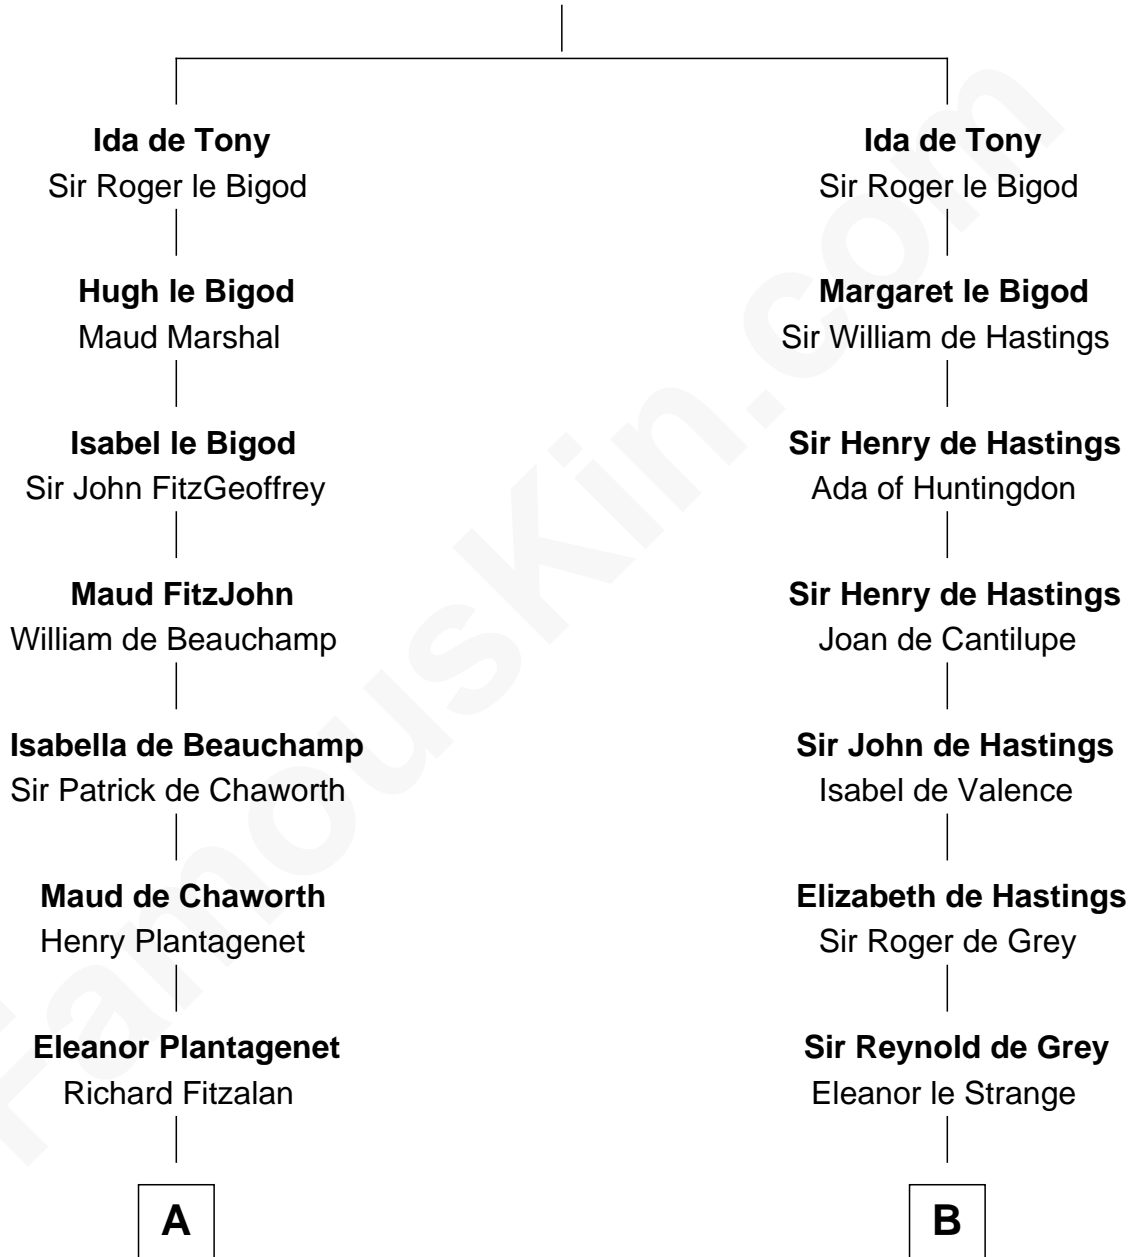 Ida de Tony
Sir Roger le Bigod
Hugh le Bigod
Maud Marshal
Isabel le Bigod
Sir John FitzGeoffrey
Maud FitzJohn
William de Beauchamp
Isabella de Beauchamp
Sir Patrick de Chaworth
Maud de Chaworth
Henry Plantagenet
Eleanor Plantagenet
Richard Fitzalan
A
Ida de Tony
Sir Roger le Bigod
Margaret le Bigod
Sir William de Hastings
Sir Henry de Hastings
Ada of Huntingdon
Sir Henry de Hastings
Joan de Cantilupe
Sir John de Hastings
Isabel de Valence
Elizabeth de Hastings
Sir Roger de Grey
Sir Reynold de Grey
Eleanor le Strange
B
FamousKin.com